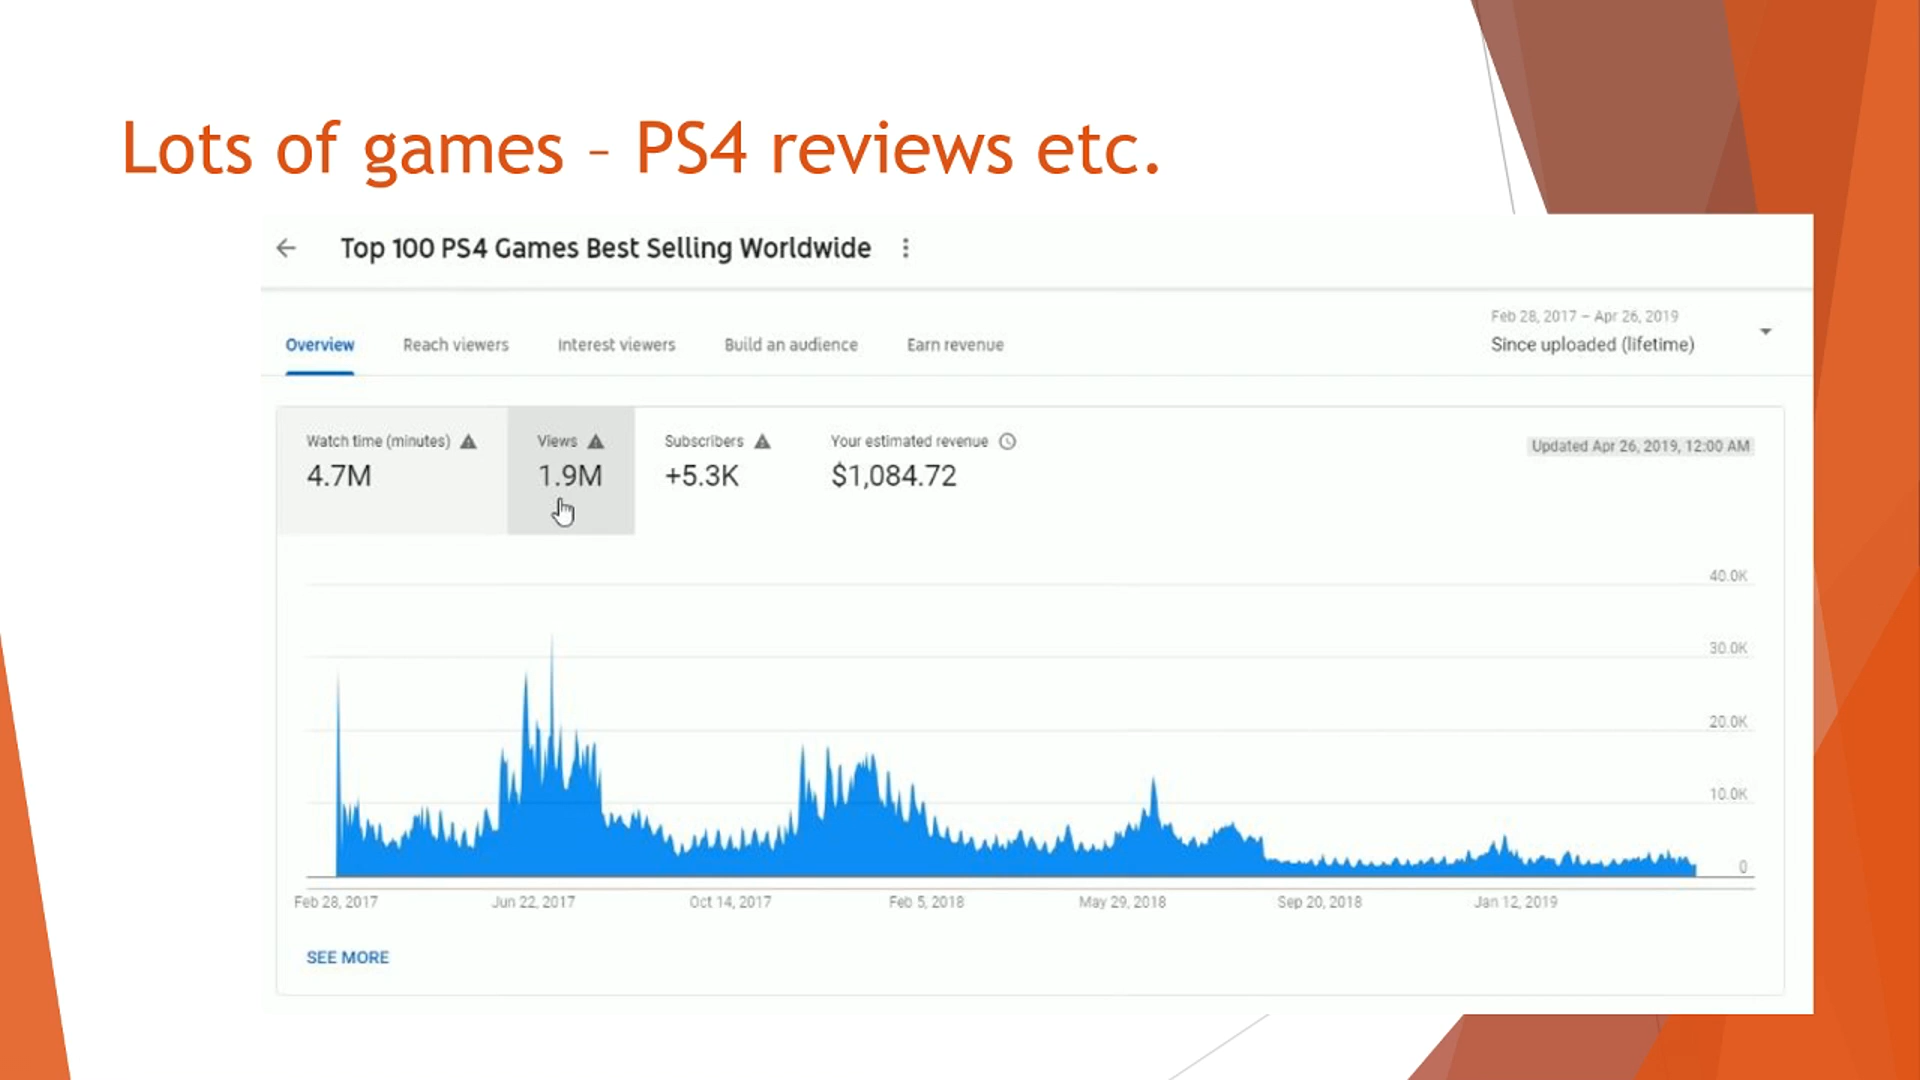 Lots of games – PS4 reviews etc.
Top 100 PS4 Games Best Selling Worldwide
Feb 28, 2017 – Apr 26, 2019
Overview Reach viewers Interest viewers Build an audience Earn revenue Since uploaded (lifetime)
Watch time (minutes) Views Subscribers Your estimated revenue Updated Apr 26, 2019, 12:00 AM
4.7M 1.9M +5.3K $1,084.72
40.0K
30.0K
20.0K
10.0K
0
Feb 28, 2017 Jun 22, 2017 Oct 14, 2017 Feb 5, 2018 May 29, 2018 Sep 20, 2018 Jan 12, 2019
SEE MORE